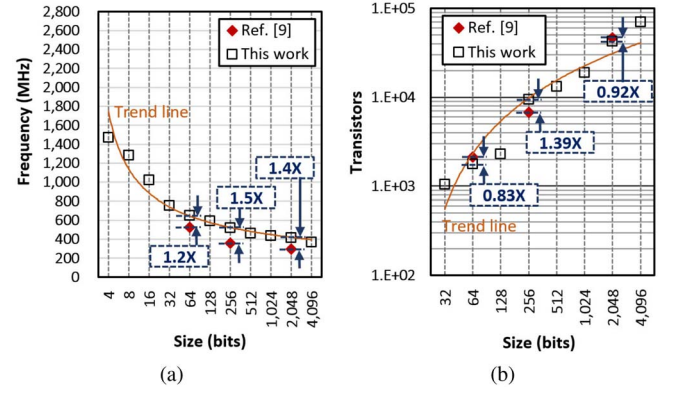 (a)
Frequency (MHz)
2,800
2,600
2,400
2,200
2,000
1,800
1,600
1,400
1,200
1,000
800
600
400
200
0
Ref. [9]
This work
Trend line
1.4X
1.5X
1.2X
4
8
16
32
64
128
256
512
1,024
2,048
4,096
Size (bits)
(a)
(b)
Transistors
1.E+05
1.E+04
1.E+03
1.E+02
Ref. [9]
This work
0.92X
1.39X
0.83X
Trend line
32
64
128
256
512
1,024
2,048
4,096
Size (bits)
(b)